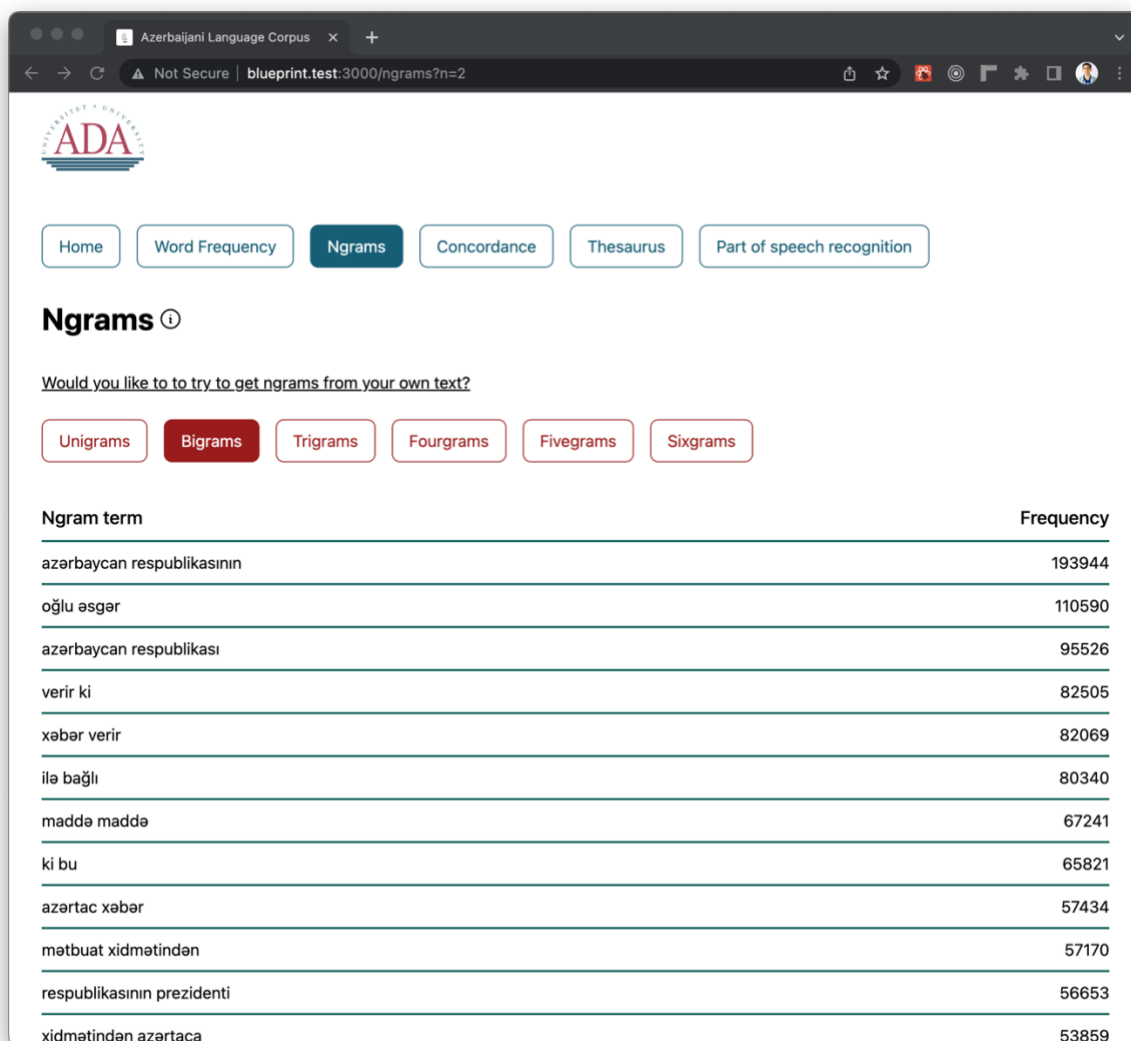 Azerbaijani Language Corpus
Not Secure | blueprint.test:3000/ngrams?n=2
UNIVERSITET * UNIVERSITY
ADA
Home Word Frequency Ngrams Concordance Thesaurus Part of speech recognition
Ngrams
Would you like to to try to get ngrams from your own text?
Unigrams Bigrams Trigrams Fourgrams Fivegrams Sixgrams
Ngram term Frequency
azərbaycan respublikasının 193944
oğlu əsgər 110590
azərbaycan respublikası 95526
verir ki 82505
xəbər verir 82069
ilə bağlı 80340
maddə maddə 67241
ki bu 65821
azərtac xəbər 57434
mətbuat xidmətindən 57170
respublikasının prezidenti 56653
xidmətindən azərtaca 53859